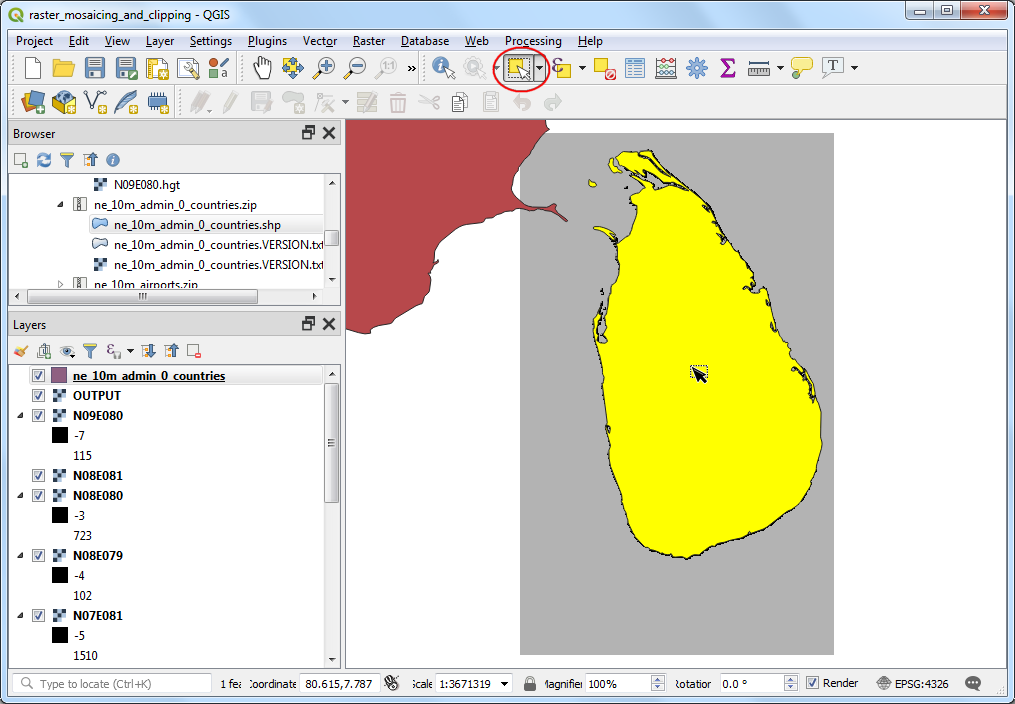 raster_mosaicing_and_clipping - QGIS
Project Edit View Layer Settings Plugins Vector Raster Database Web Processing Help
1:1 »
T
Browser
N09E080.hgt
ne_10m_admin_0_countries.zip
ne_10m_admin_0_countries.shp
ne_10m_admin_0_countries.VERSION.txt
ne_10m_admin_0_countries.VERSION.txt
ne_10m_airports.zip
Layers
ne_10m_admin_0_countries
OUTPUT
N09E080
-7
115
N08E081
N08E080
-3
723
N08E079
-4
102
N07E081
-5
1510
Type to locate (Ctrl+K) 1 fea Coordinate 80.615,7.787 Scale 1:3671319 Magnifier 100% Rotation 0.0 ° Render EPSG:4326